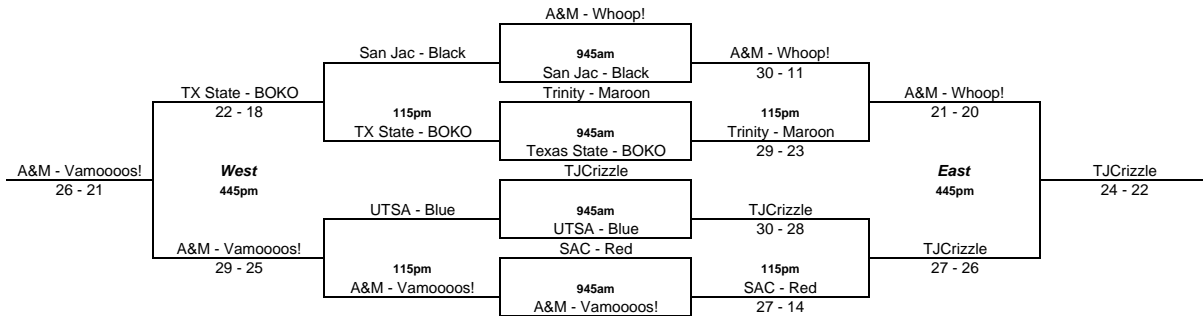 A&M - Whoop!
San Jac - Black 945am A&M - Whoop!
San Jac - Black 30 - 11
TX State - BOKO Trinity - Maroon A&M - Whoop!
22 - 18 115pm 115pm 21 - 20
TX State - BOKO 945am Trinity - Maroon
Texas State - BOKO 29 - 23
A&M - Vamoooos! West TJCrizzle East TJCrizzle
26 - 21 445pm 445pm 24 - 22
UTSA - Blue 945am TJCrizzle
UTSA - Blue 30 - 28
A&M - Vamoooos! SAC - Red TJCrizzle
29 - 25 115pm 115pm 27 - 26
A&M - Vamoooos! 945am SAC - Red
A&M - Vamoooos! 27 - 14